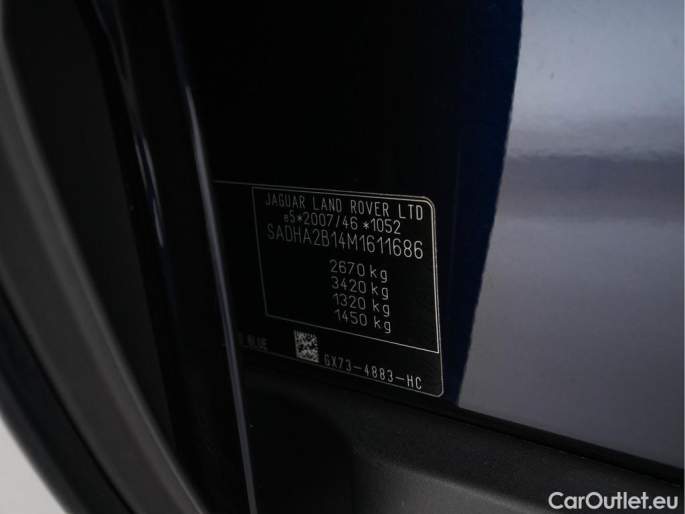 JAGUAR LAND ROVER LTD
e5*2007/46 *1052
SADHA2B14M1611686
2670 kg
3420 kg
1320 kg
1450 kg
BLUE
GX73-4883-HC
CarOutlet.eu